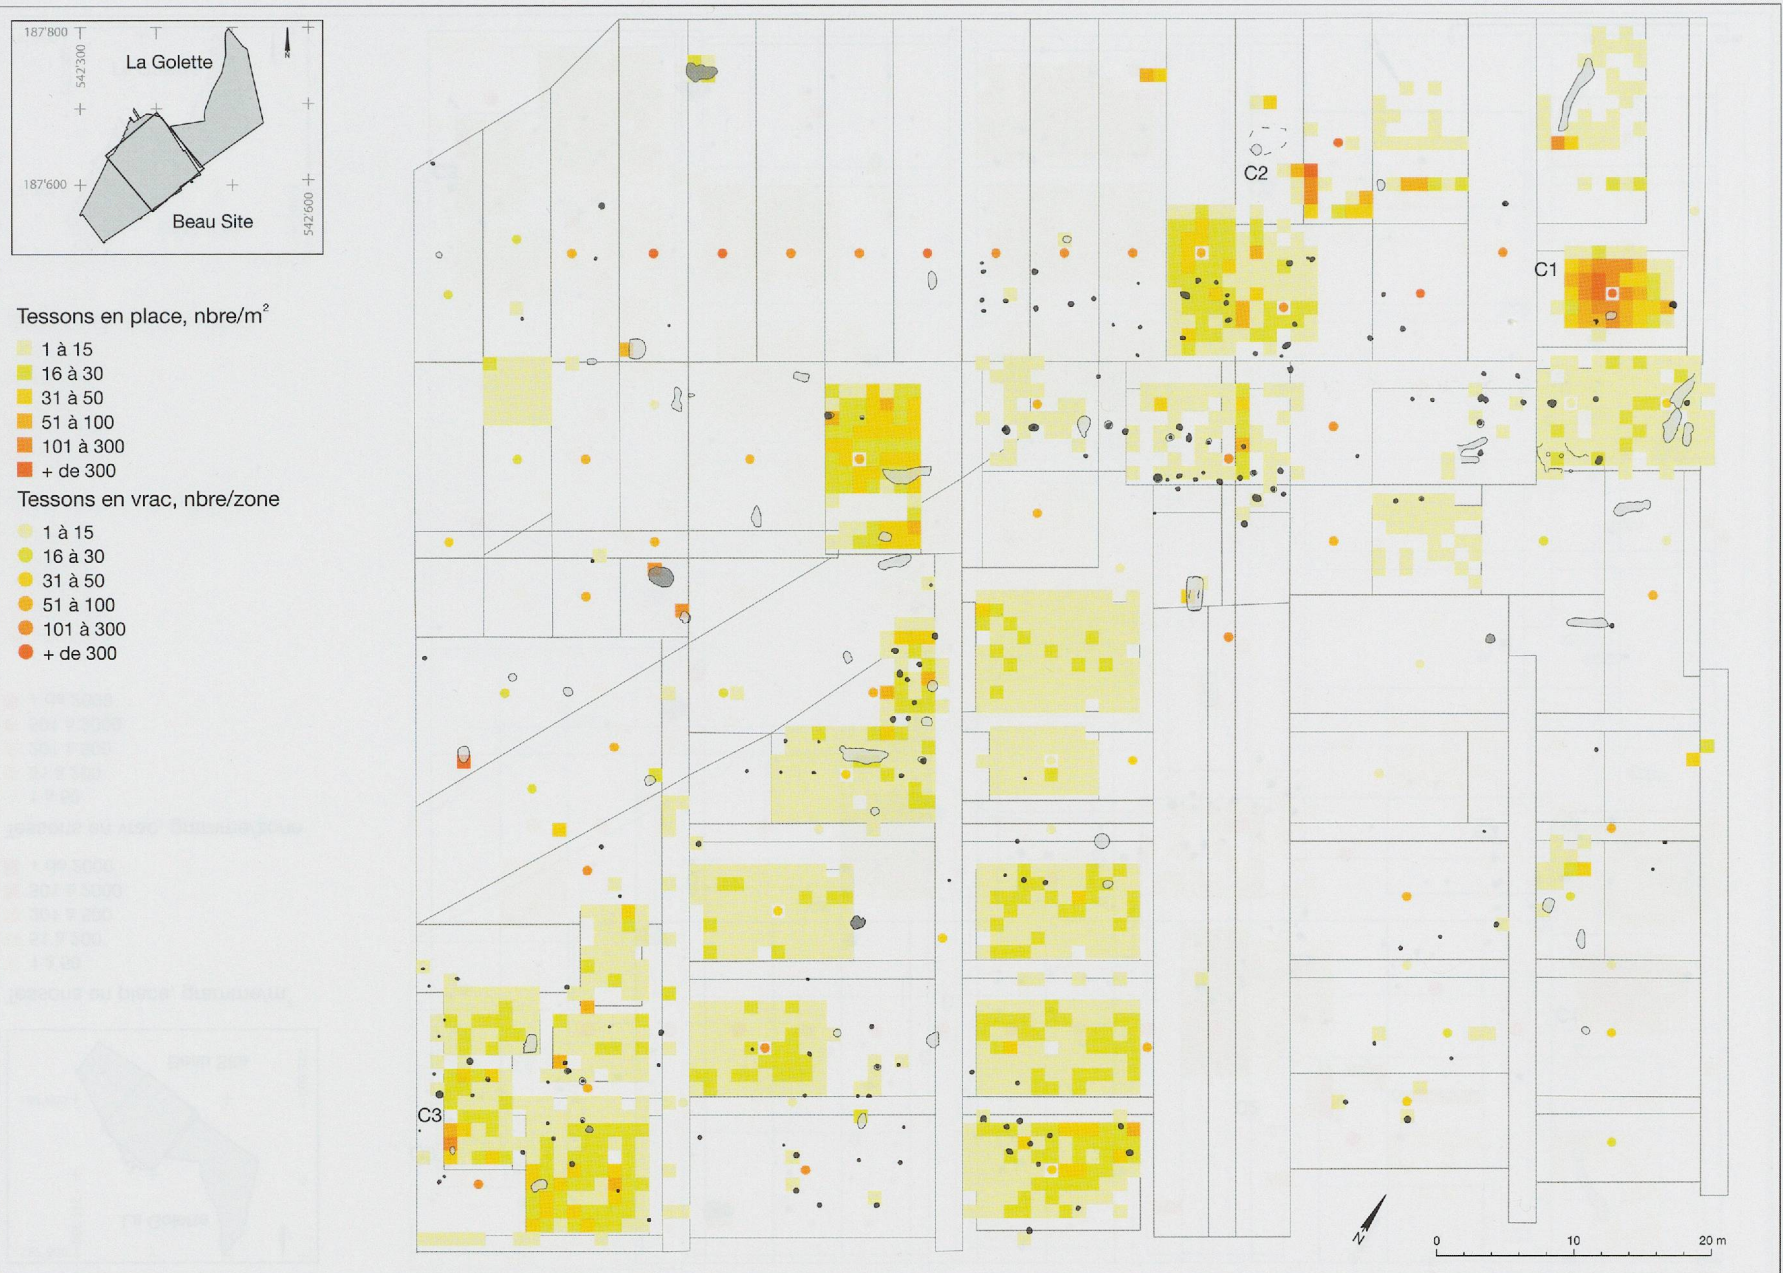 187'800
542'300
La Golette
N
187'600
Beau Site
542'600
Tessons en place, nbre/m²
1 à 15
16 à 30
31 à 50
51 à 100
101 à 300
+ de 300
Tessons en vrac, nbre/zone
1 à 15
16 à 30
31 à 50
51 à 100
101 à 300
+ de 300
C2
C1
C3
N
0 10 20 m